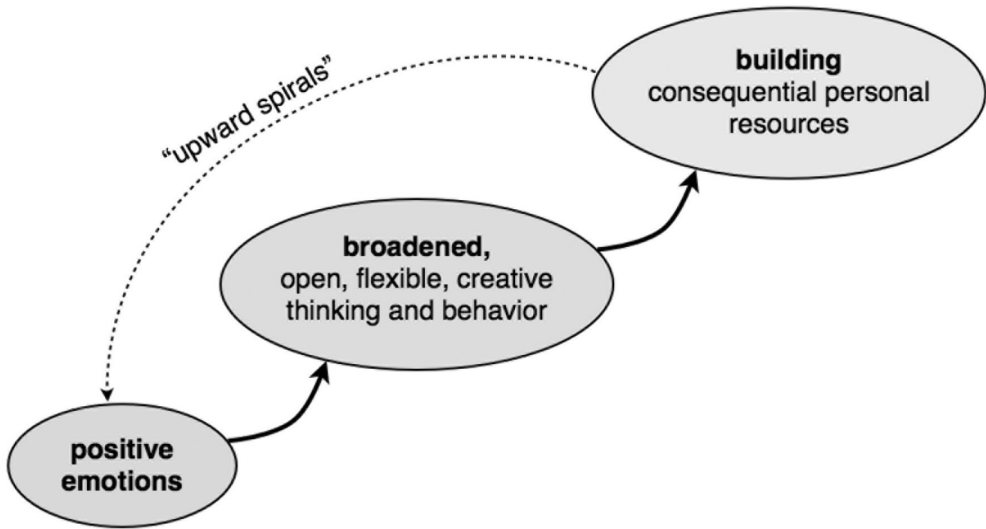 building
consequential personal
resources
“upward spirals”
broadened,
open, flexible, creative
thinking and behavior
positive
emotions